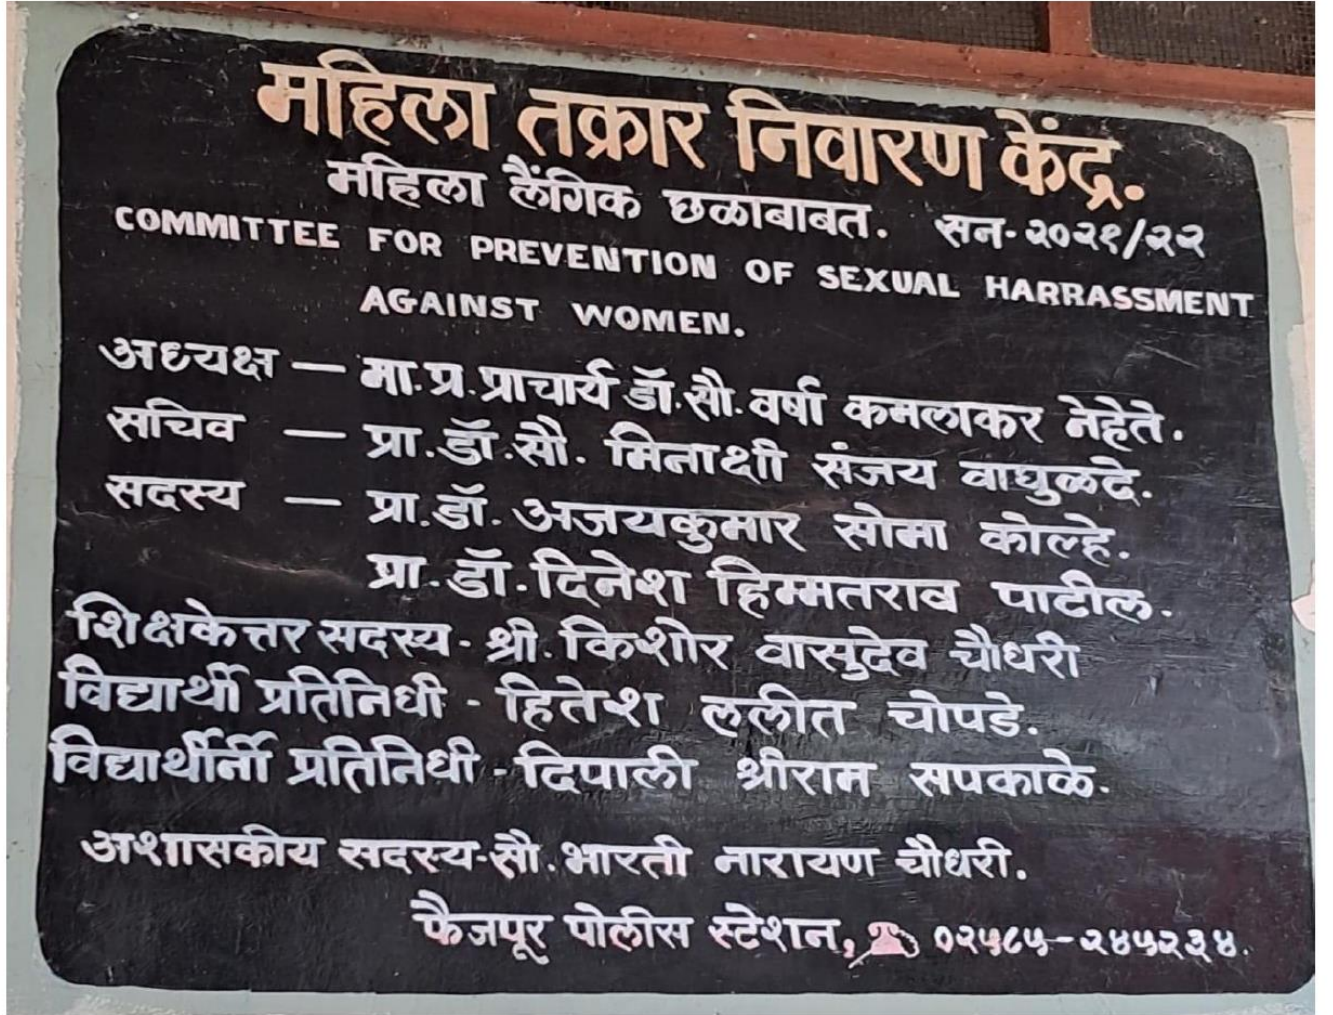 महिला तक्रार निवारण केंद्र.
महिला लैंगिक छळाबाबत. सन-२०२१/२२
COMMITTEE FOR PREVENTION OF SEXUAL HARRASSMENT
AGAINST WOMEN.
अध्यक्ष — मा.प्र.प्राचार्य डॉ.सौ.वर्षा कमलाकर नेहेते.
सचिव — प्रा.डॉ.सौ. मिनाक्षी संजय वाघुळदे.
सदस्य — प्रा.डॉ. अजयकुमार सोमा कोल्हे.
प्रा.डॉ.दिनेश हिम्मतराव पाटील.
शिक्षकेत्तर सदस्य - श्री.किशोर वासुदेव चौधरी
विद्यार्थी प्रतिनिधी - हितेश ललीत चोपडे.
विद्यार्थीर्नी प्रतिनिधी - दिपाली श्रीराम सपकाळे.
अशासकीय सदस्य-सौ.भारती नारायण चौधरी.
फैजपूर पोलीस स्टेशन, ०२५८५-२४५२३४.